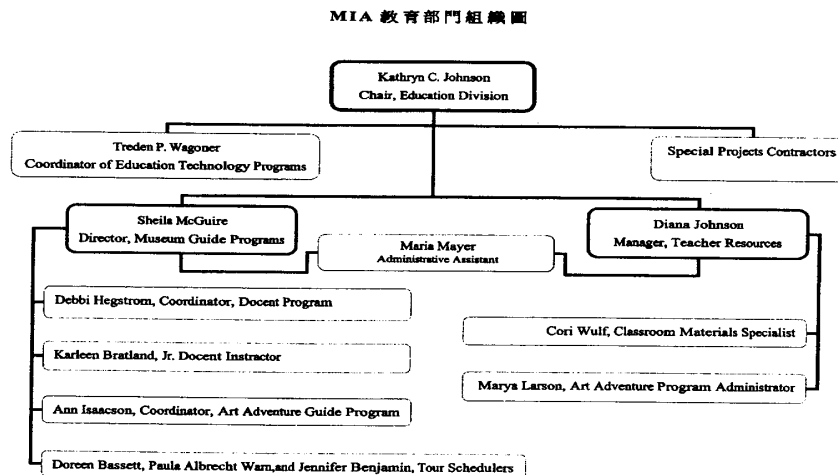 MIA 教育部門組織圖
Kathryn C. Johnson
Chair, Education Division
Treden P. Wagoner
Coordinator of Education Technology Programs
Special Projects Contractors
Sheila McGuire
Director, Museum Guide Programs
Diana Johnson
Manager, Teacher Resources
Maria Mayer
Administrative Assistant
Debbi Hegstrom, Coordinator, Docent Program
Cori Wulf, Classroom Materials Specialist
Karleen Bratland, Jr. Docent Instructor
Marya Larson, Art Adventure Program Administrator
Ann Isaacson, Coordinator, Art Adventure Guide Program
Doreen Bassett, Paula Albrecht Warn,and Jennifer Benjamin, Tour Schedulers